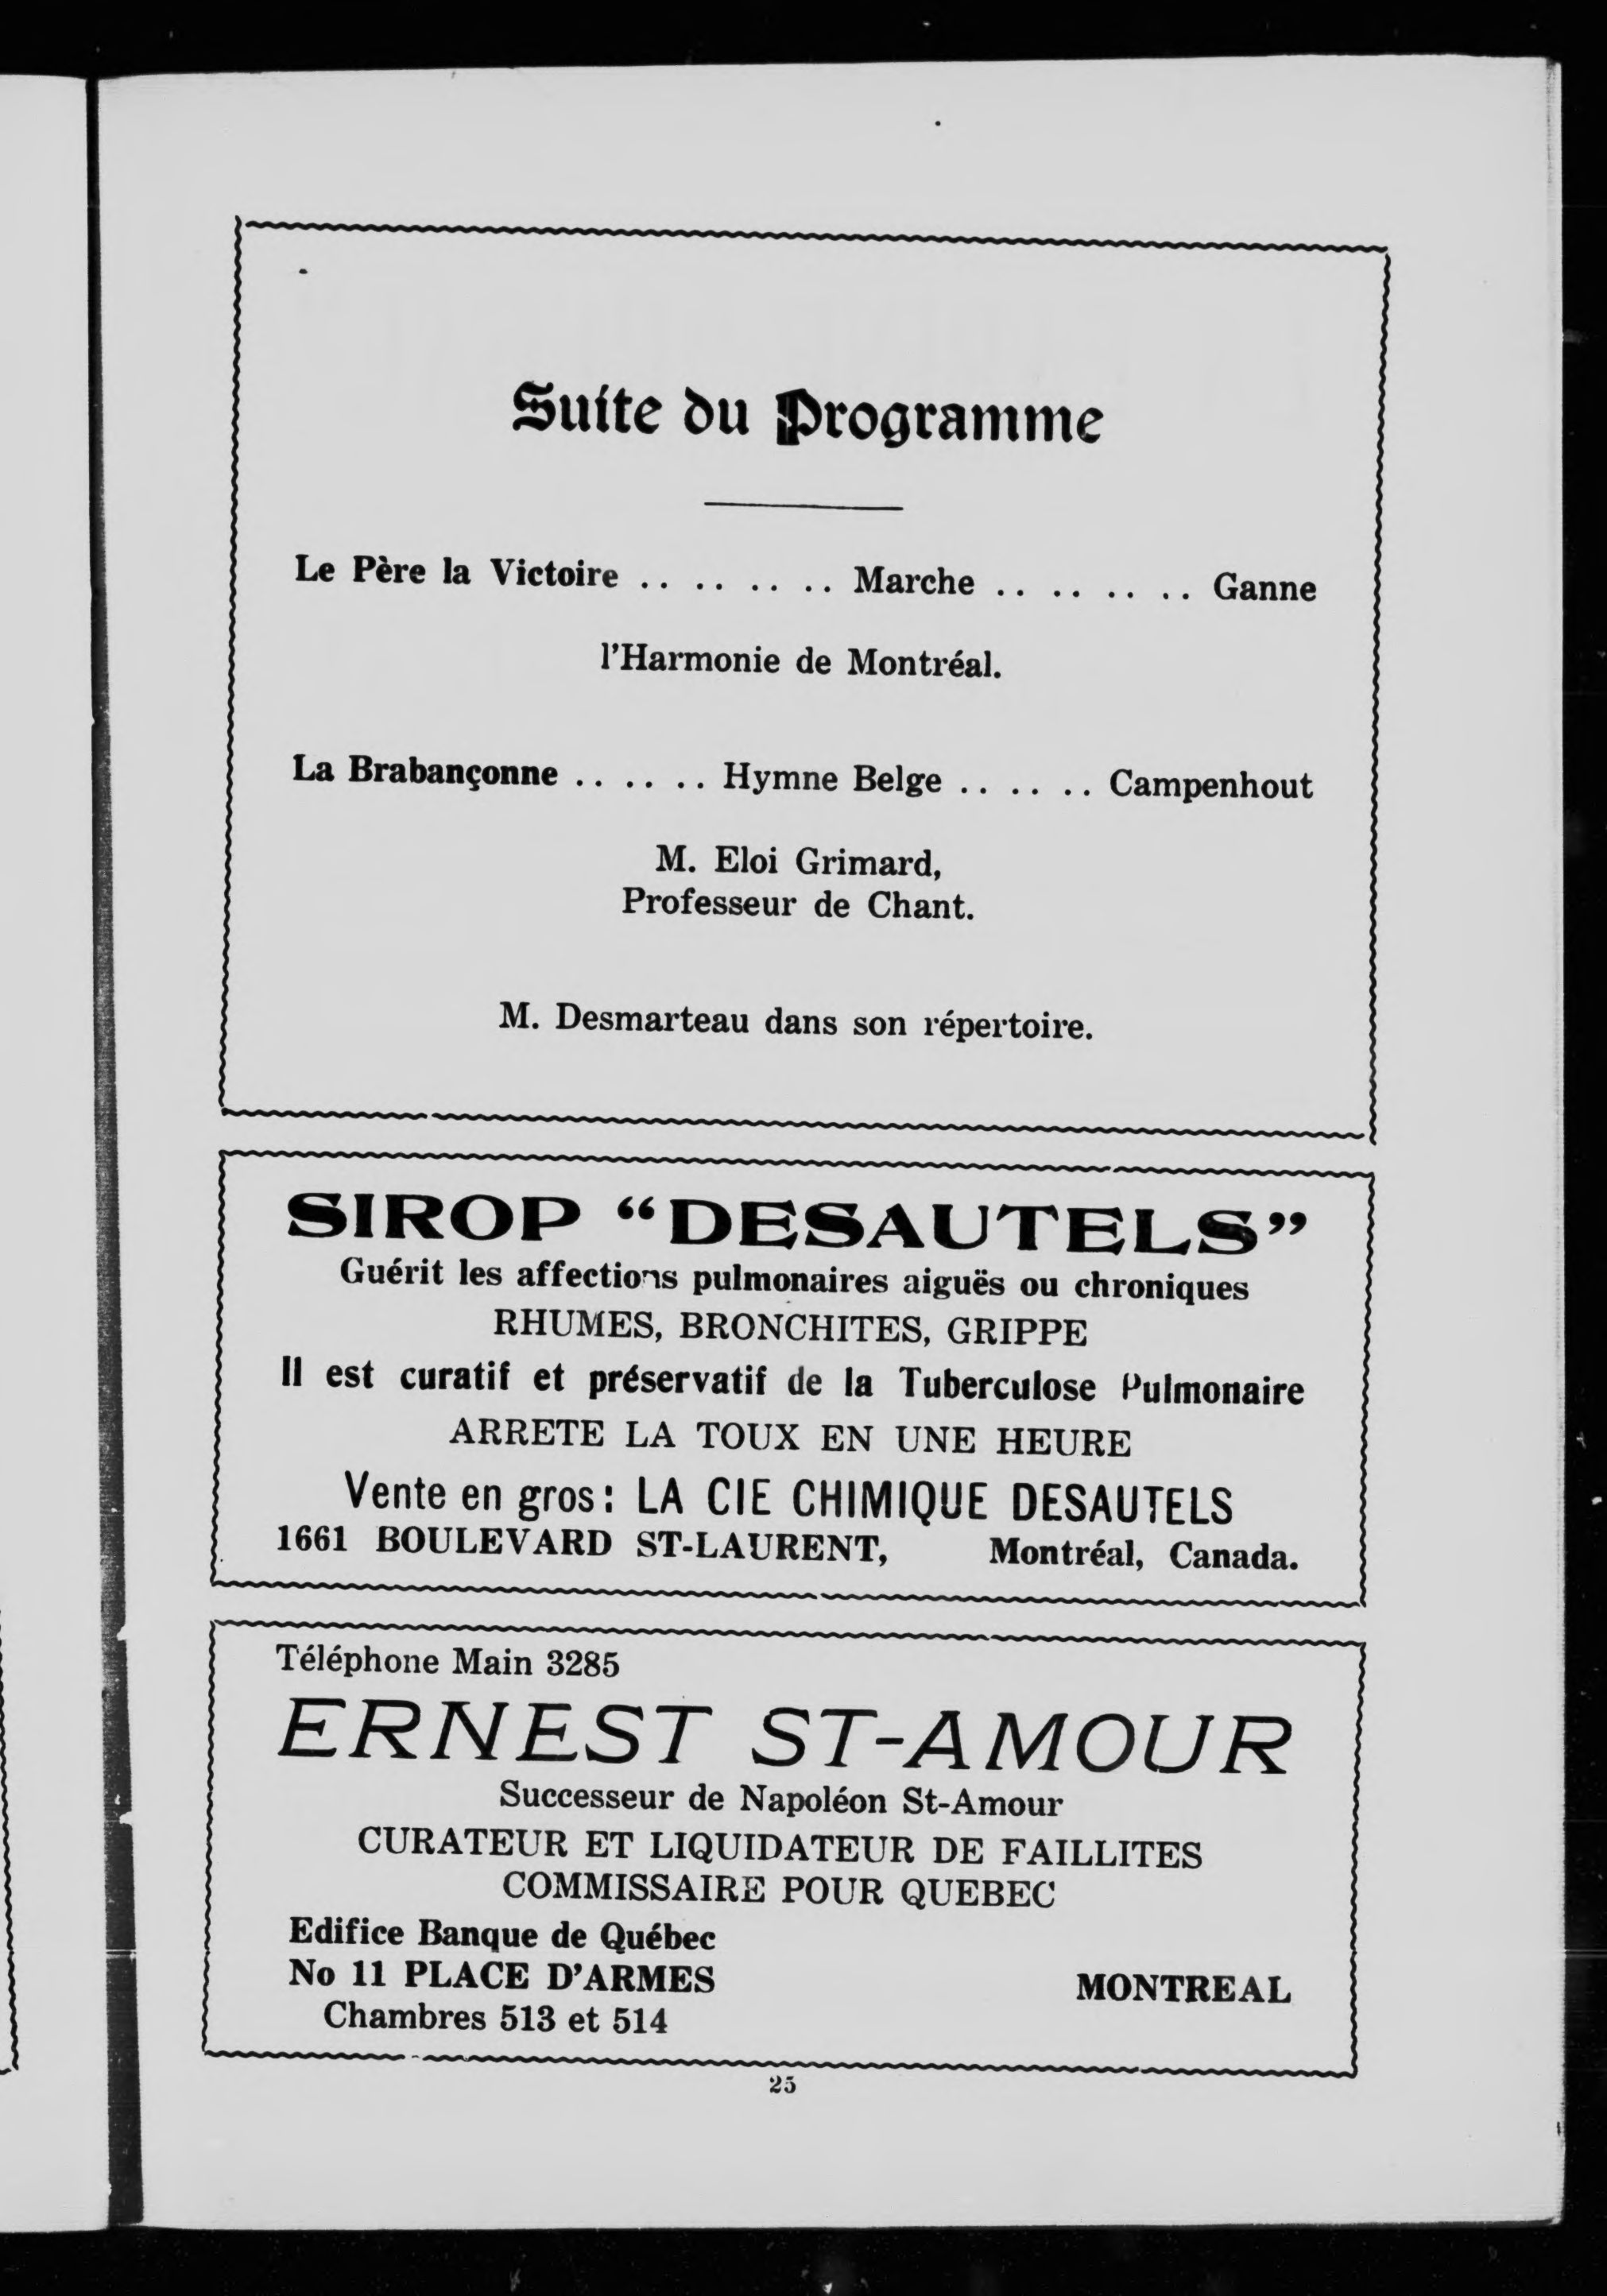 Suite du Programme
Le Père la Victoire .. .. .. .. Marche .. .. .. .. Ganne
l'Harmonie de Montréal.
La Brabançonne .. .. .. Hymne Belge .. .. .. Campenhout
M. Eloi Grimard,
Professeur de Chant.
M. Desmarteau dans son répertoire.
SIROP “DESAUTELS”
Guérit les affections pulmonaires aiguës ou chroniques
RHUMES, BRONCHITES, GRIPPE
Il est curatif et préservatif de la Tuberculose Pulmonaire
ARRETE LA TOUX EN UNE HEURE
Vente en gros: LA CIE CHIMIQUE DESAUTELS
1661 BOULEVARD ST-LAURENT, Montréal, Canada.
Téléphone Main 3285
ERNEST ST-AMOUR
Successeur de Napoléon St-Amour
CURATEUR ET LIQUIDATEUR DE FAILLITES
COMMISSAIRE POUR QUEBEC
Edifice Banque de Québec
No 11 PLACE D'ARMES MONTREAL
Chambres 513 et 514
25